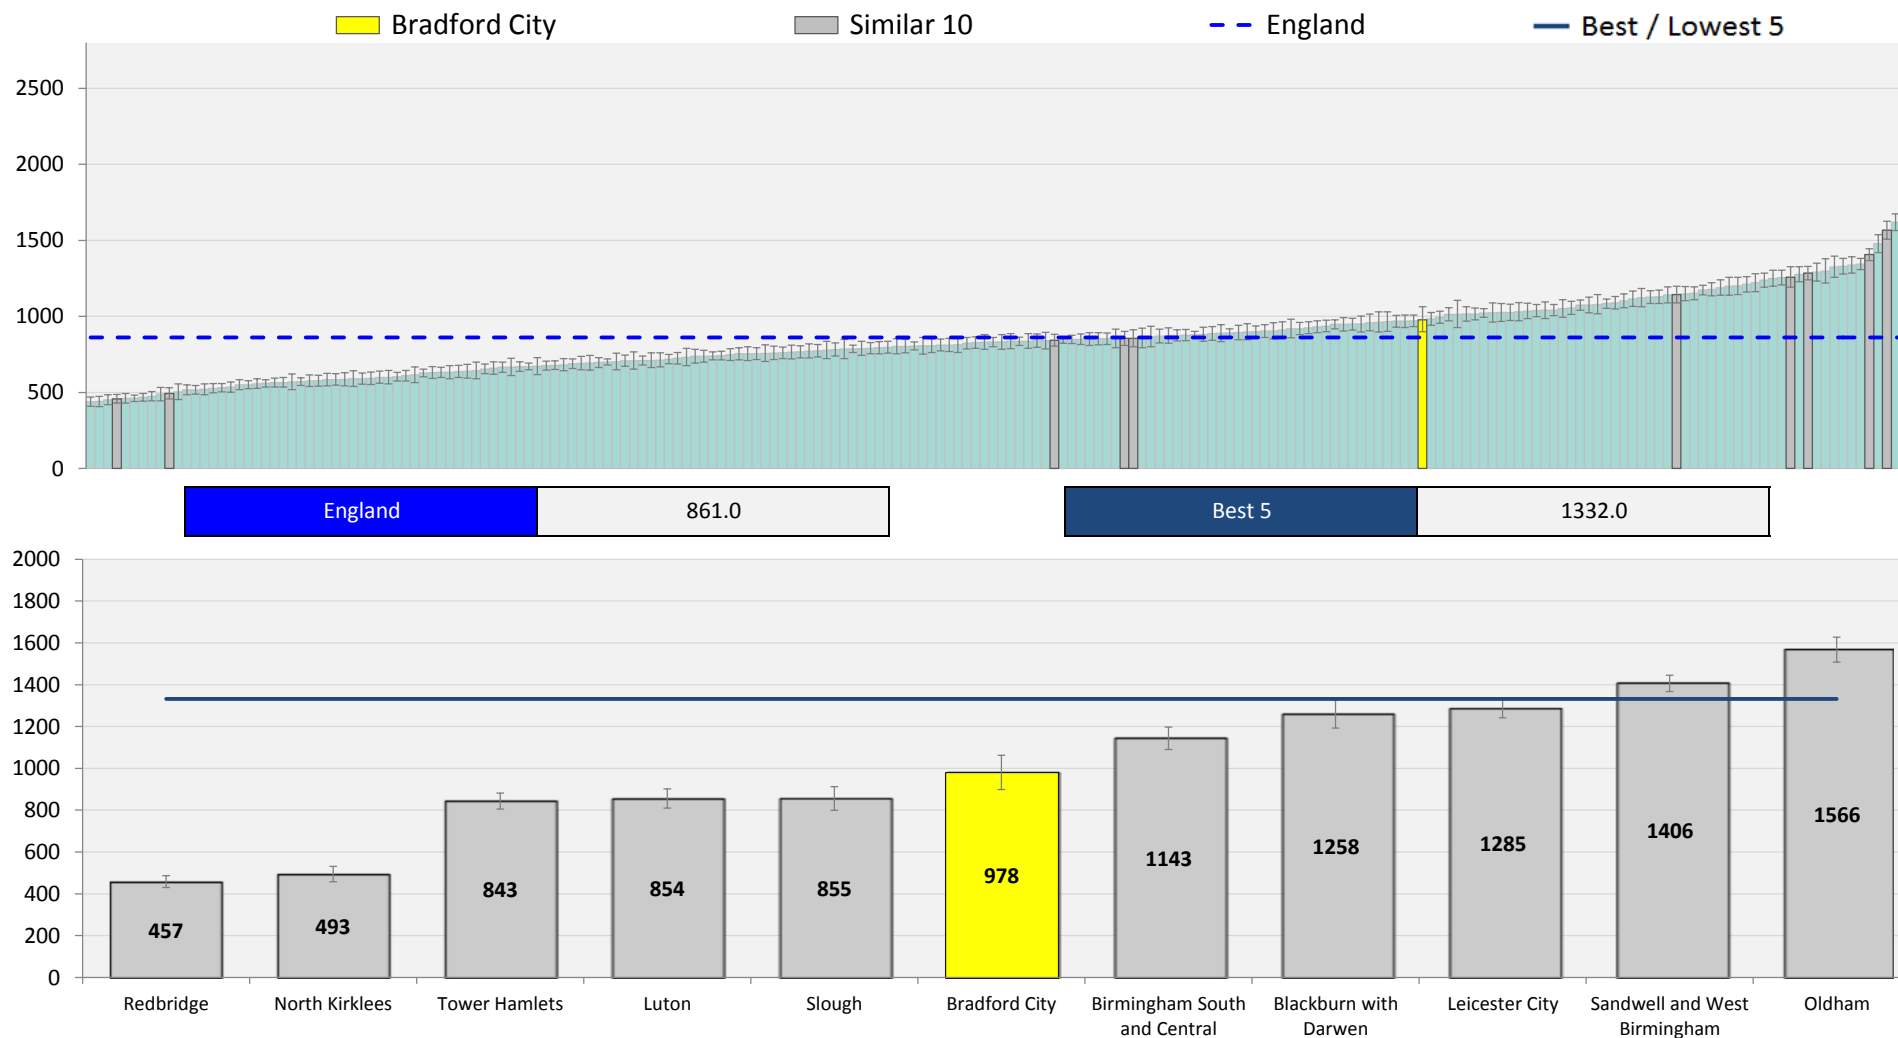 Bradford City
Similar 10
England
Best / Lowest 5
2500
2000
1500
1000
500
0
England 861.0
Best 5 1332.0
2000
1800
1600
1400
1200
1000
800
600
400
200
0
457
493
843
854
855
978
1143
1258
1285
1406
1566
Redbridge
North Kirklees
Tower Hamlets
Luton
Slough
Bradford City
Birmingham South
and Central
Blackburn with
Darwen
Leicester City
Sandwell and West
Birmingham
Oldham